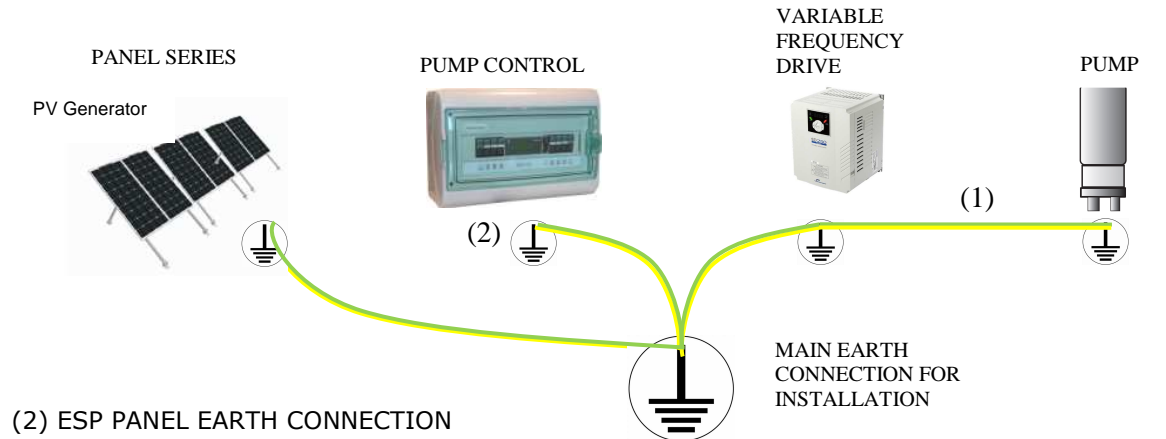 VARIABLE
FREQUENCY
DRIVE
PANEL SERIES
PUMP CONTROL
PUMP
PV Generator
(1)
(2)
MAIN EARTH
CONNECTION FOR
INSTALLATION
(2) ESP PANEL EARTH CONNECTION